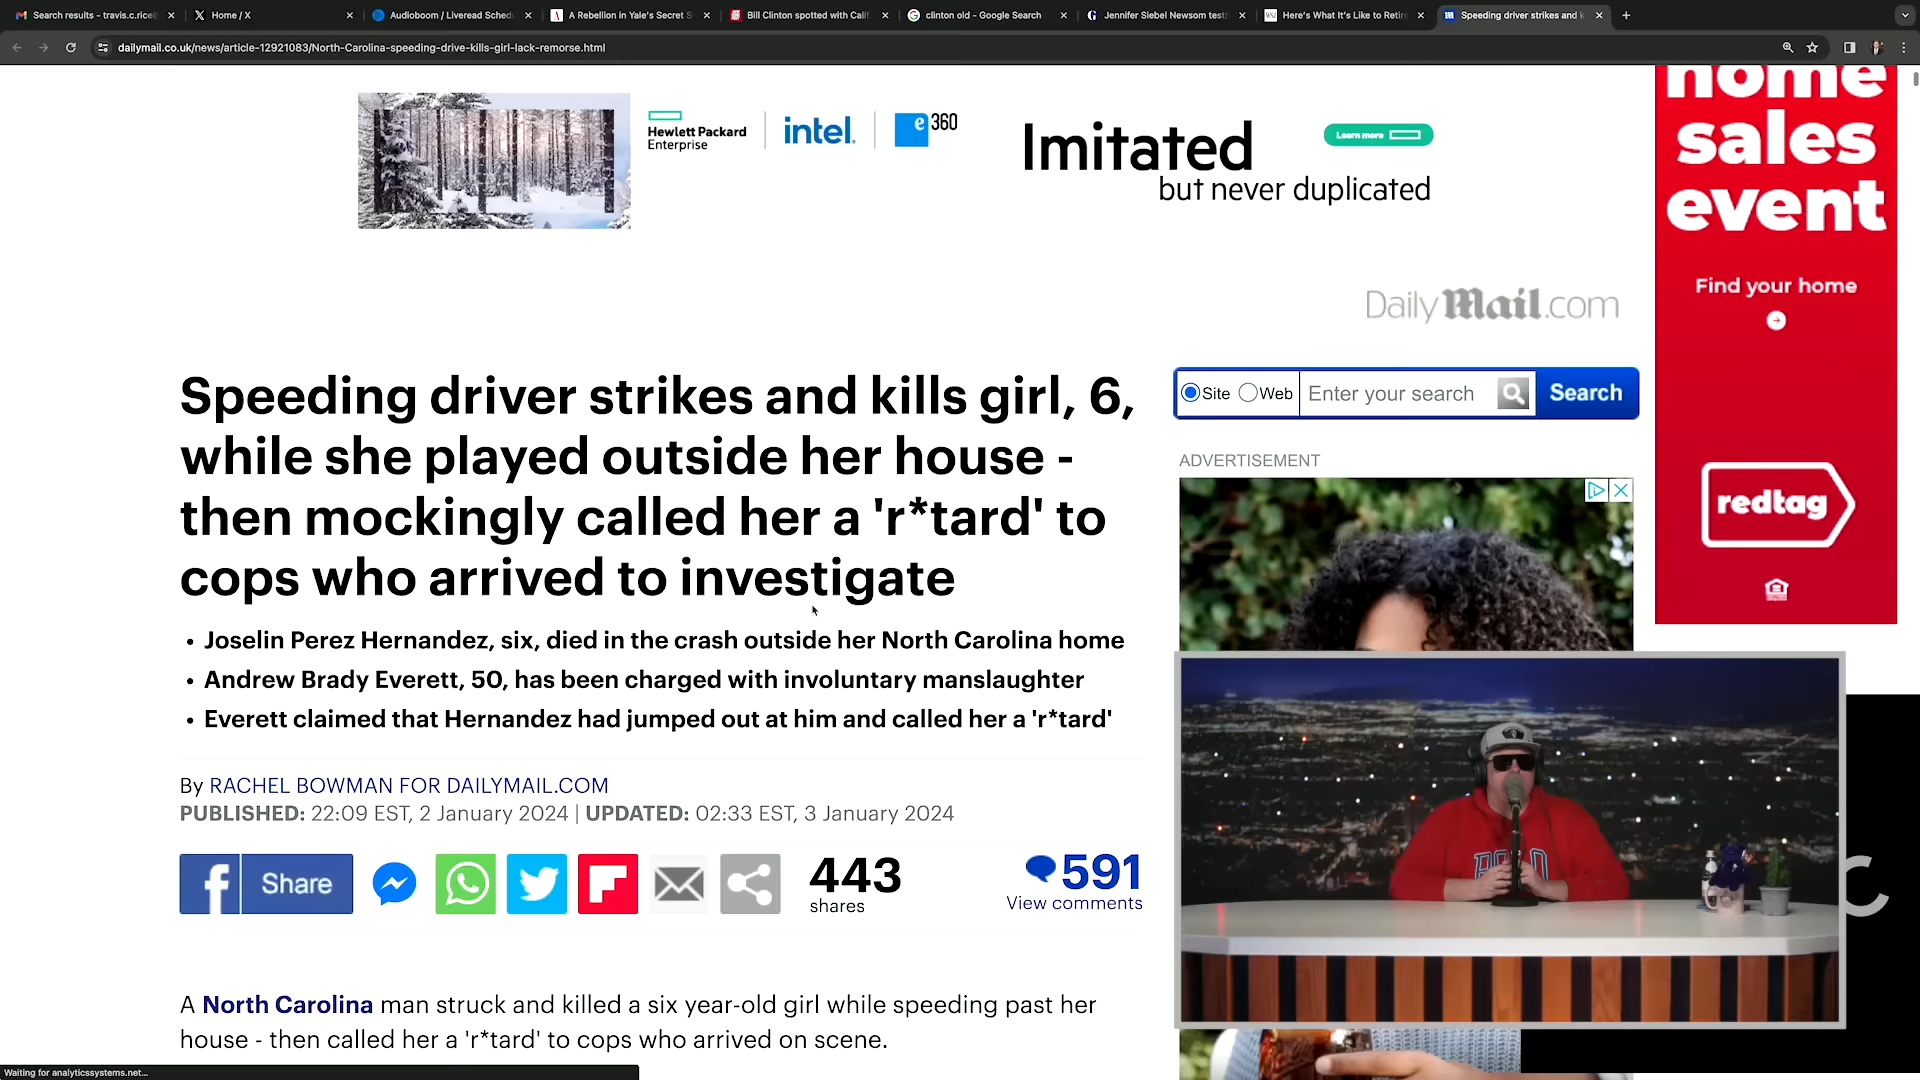 Search results - travis.c.rice
Home / X
Audioboom / Liveread Sched
A Rebellion in Yale's Secret S
Bill Clinton spotted with Cali
clinton old - Google Search
Jennifer Siebel Newsom testi
Here's What It's Like to Retir
Speeding driver strikes and k
dailymail.co.uk/news/article-12921083/North-Carolina-speeding-drive-kills-girl-lack-remorse.html
Hewlett Packard
Enterprise
intel.
e360
Imitated
but never duplicated
Learn more
home
sales
event
Find your home
redtag
Daily Mail.com
Speeding driver strikes and kills girl, 6,
while she played outside her house -
then mockingly called her a 'r*tard' to
cops who arrived to investigate
Site
Web
Enter your search
Search
ADVERTISEMENT
• Joselin Perez Hernandez, six, died in the crash outside her North Carolina home
• Andrew Brady Everett, 50, has been charged with involuntary manslaughter
• Everett claimed that Hernandez had jumped out at him and called her a 'r*tard'
By RACHEL BOWMAN FOR DAILYMAIL.COM
PUBLISHED: 22:09 EST, 2 January 2024 | UPDATED: 02:33 EST, 3 January 2024
f Share
443
shares
591
View comments
A North Carolina man struck and killed a six year-old girl while speeding past her
house - then called her a 'r*tard' to cops who arrived on scene.
Waiting for analyticssystems.net...